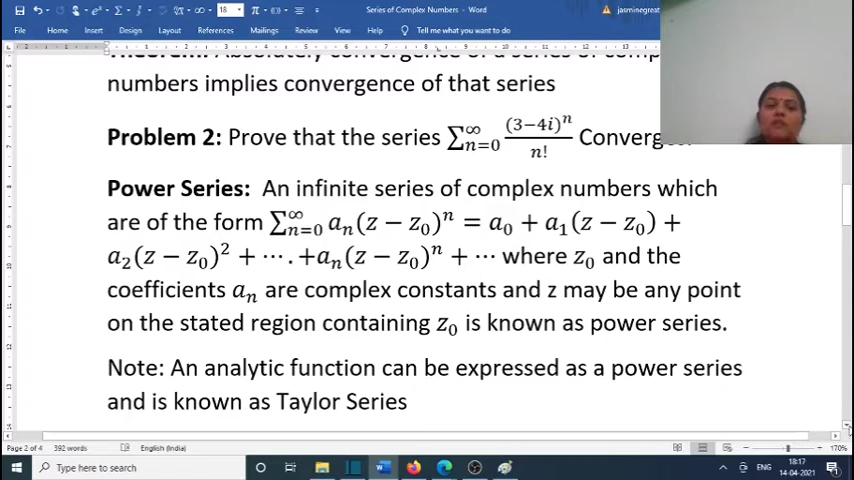 Series of Complex Numbers - Word
jasminegreat
File Home Insert Design Layout References Mailings Review View Help Tell me what you want to do
numbers implies convergence of that series
Problem 2: Prove that the series ∑_{n=0}^{∞} (3−4i)^n / n!
Power Series: An infinite series of complex numbers which
are of the form ∑_{n=0}^{∞} a_n(z − z_0)^n = a_0 + a_1(z − z_0) +
a_2(z − z_0)^2 + ⋯ . +a_n(z − z_0)^n + ⋯ where z_0 and the
coefficients a_n are complex constants and z may be any point
on the stated region containing z_0 is known as power series.
Note: An analytic function can be expressed as a power series
and is known as Taylor Series
Page 2 of 4 392 words English (India) 170%
Type here to search ENG 18:17
14-04-2021